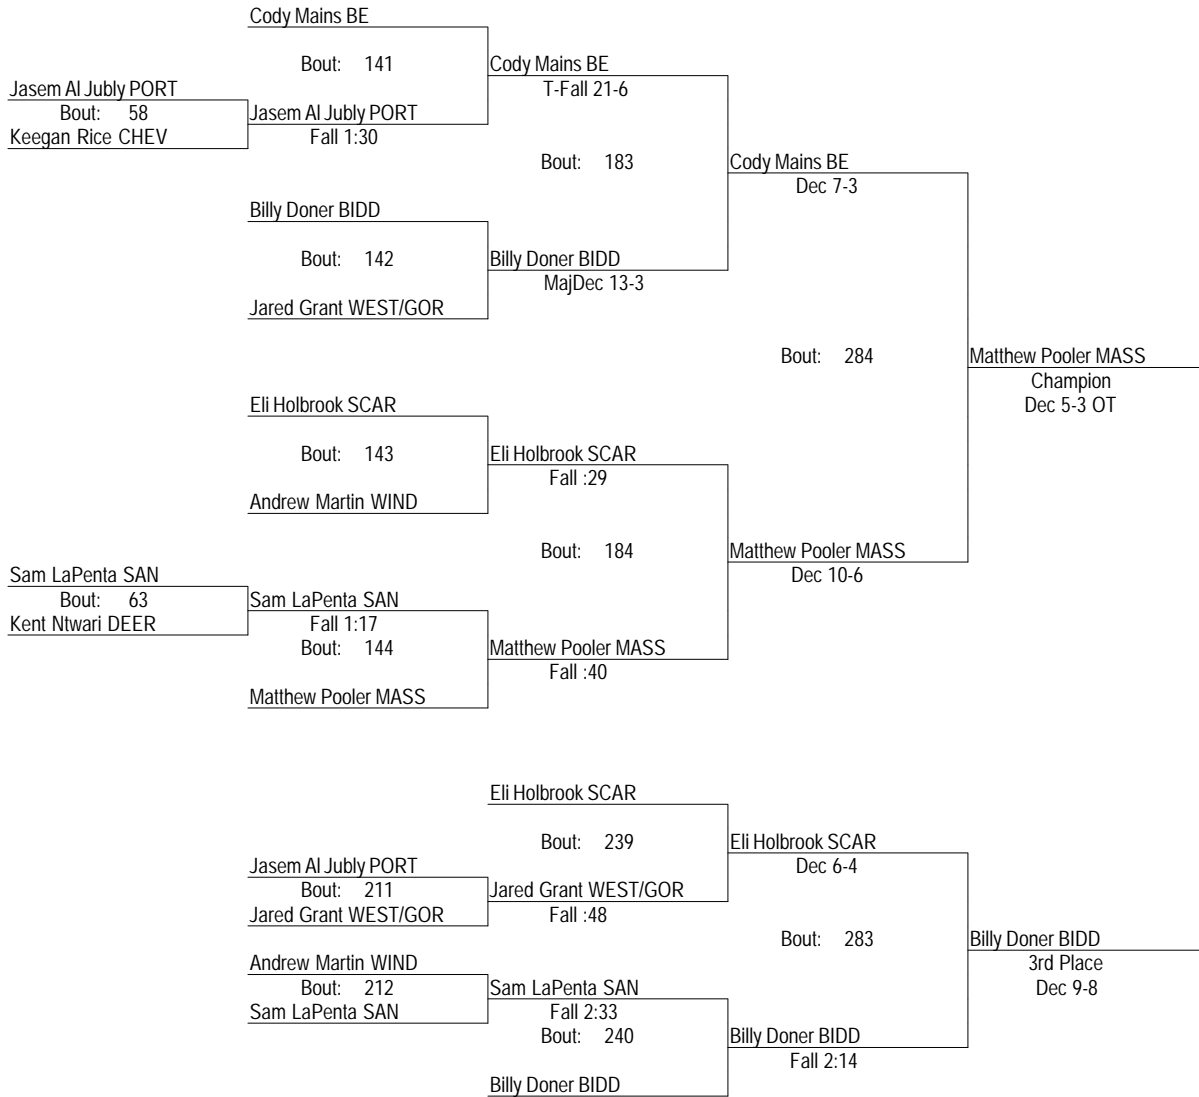 Cody Mains BE
Bout: 141
Cody Mains BE
T-Fall 21-6
Jasem Al Jubly PORT
Bout: 58
Keegan Rice CHEV
Jasem Al Jubly PORT
Fall 1:30
Bout: 183
Cody Mains BE
Dec 7-3
Billy Doner BIDD
Bout: 142
Billy Doner BIDD
MajDec 13-3
Jared Grant WEST/GOR
Bout: 284
Matthew Pooler MASS
Champion
Dec 5-3 OT
Eli Holbrook SCAR
Bout: 143
Eli Holbrook SCAR
Fall :29
Andrew Martin WIND
Bout: 184
Matthew Pooler MASS
Dec 10-6
Sam LaPenta SAN
Bout: 63
Kent Ntwari DEER
Sam LaPenta SAN
Fall 1:17
Bout: 144
Matthew Pooler MASS
Fall :40
Matthew Pooler MASS
Eli Holbrook SCAR
Bout: 239
Eli Holbrook SCAR
Dec 6-4
Jasem Al Jubly PORT
Bout: 211
Jared Grant WEST/GOR
Jared Grant WEST/GOR
Fall :48
Bout: 283
Billy Doner BIDD
3rd Place
Dec 9-8
Andrew Martin WIND
Bout: 212
Sam LaPenta SAN
Sam LaPenta SAN
Fall 2:33
Bout: 240
Billy Doner BIDD
Fall 2:14
Billy Doner BIDD